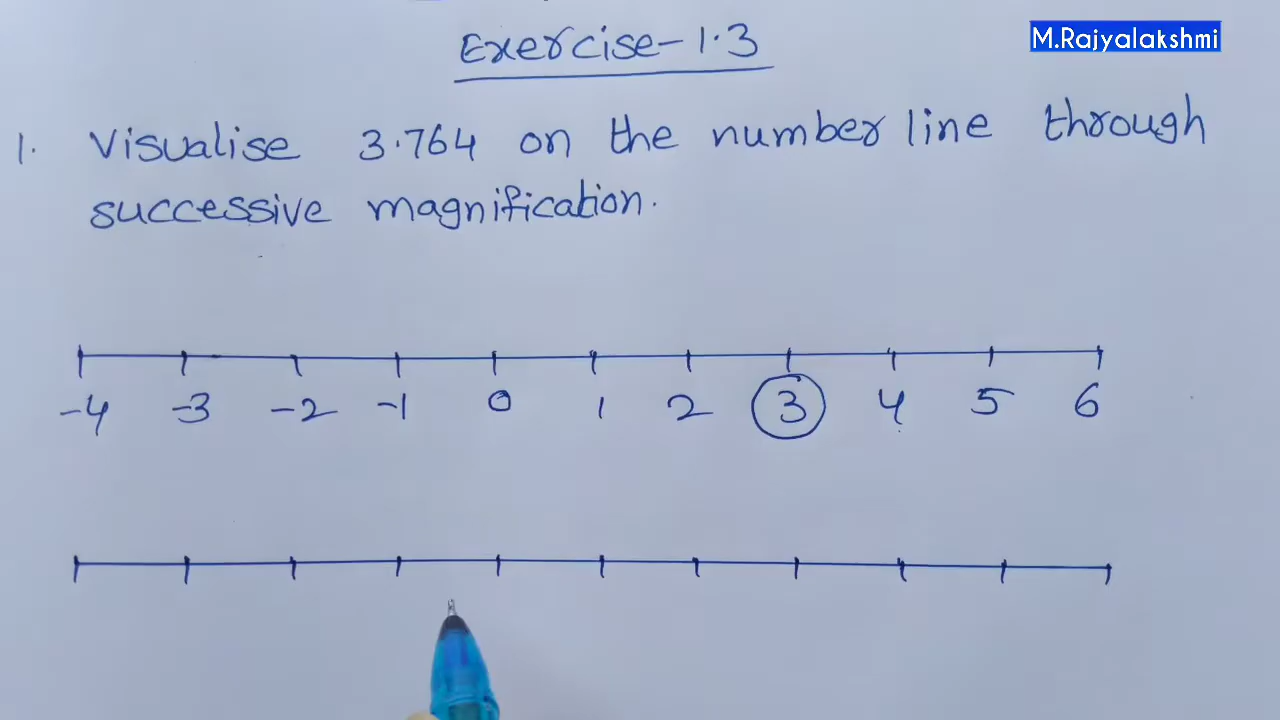 Exercise-1.3
M.Rajyalakshmi
1. Visualise 3.764 on the number line through
successive magnification.
-4 -3 -2 -1 0 1 2 3 4 5 6